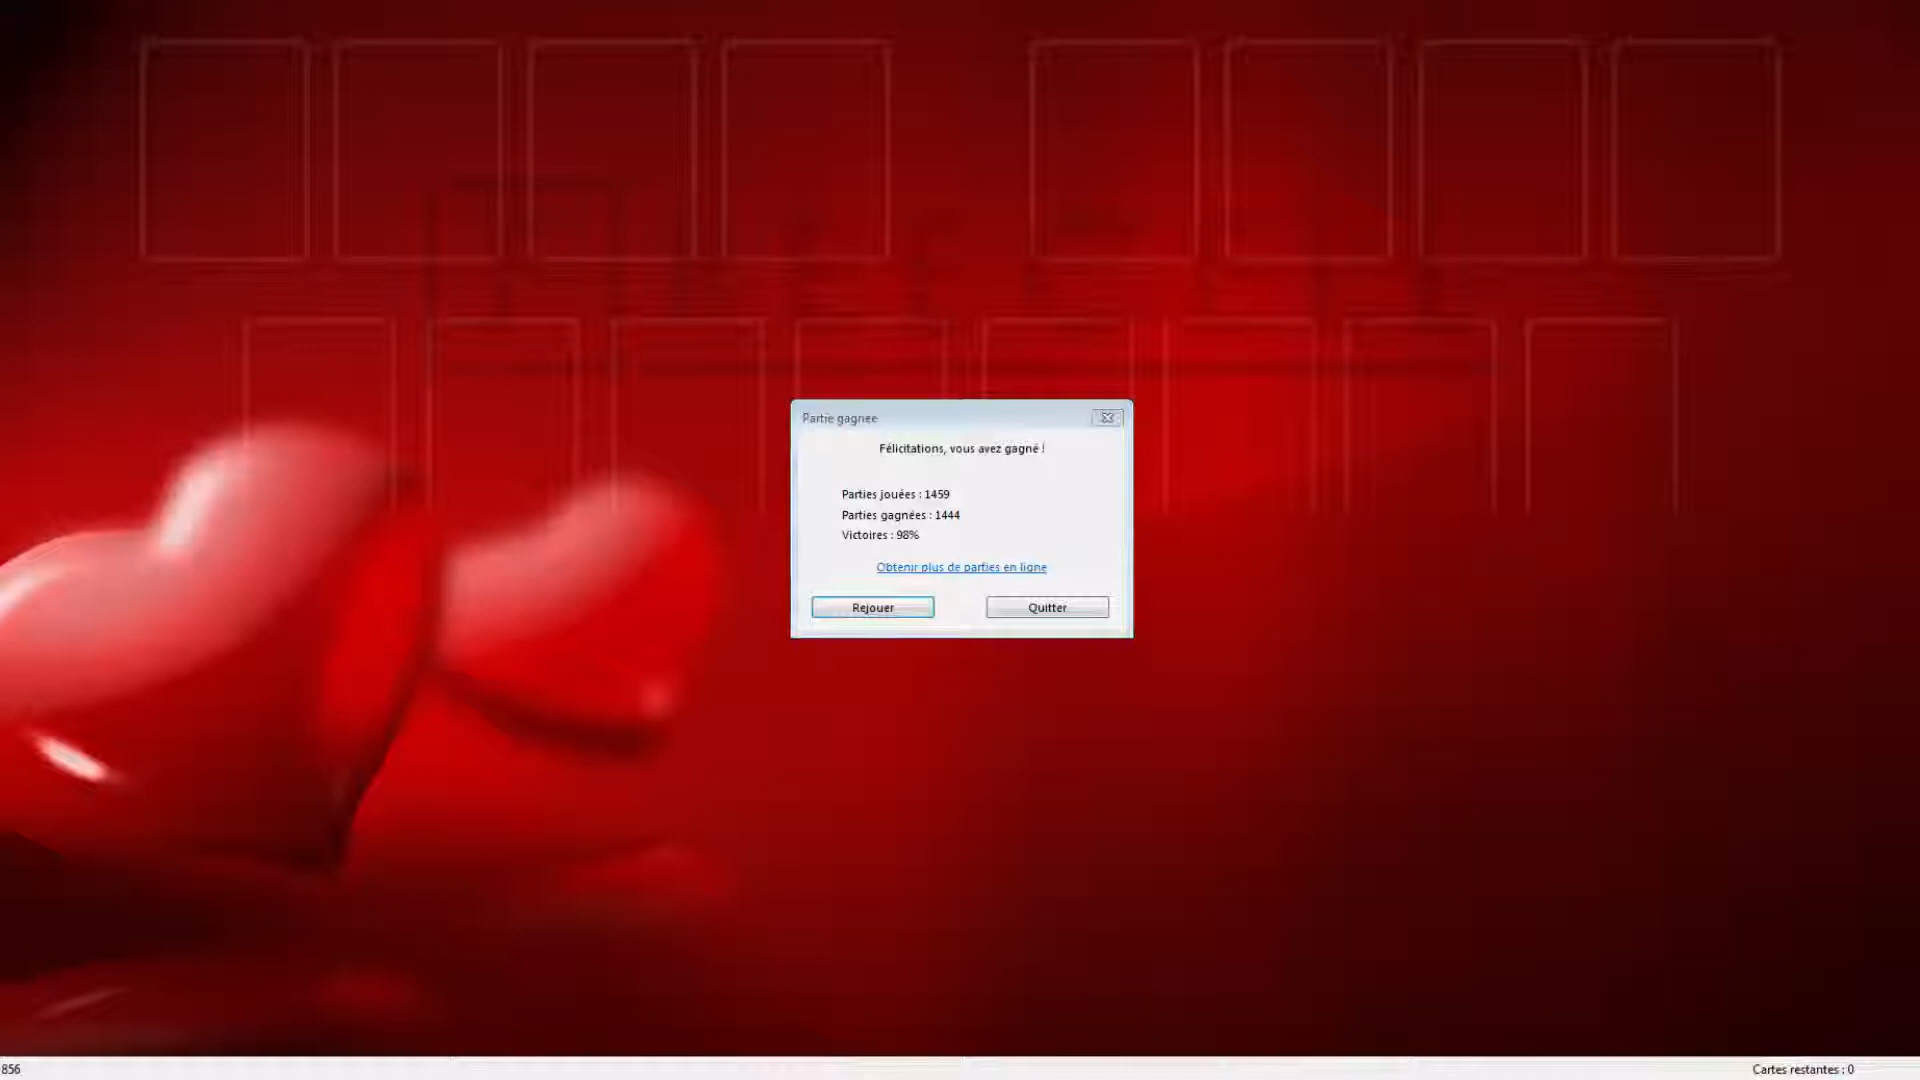 Partie gagnee
Félicitations, vous avez gagné !
Parties jouées : 1459
Parties gagnées : 1444
Victoires : 98%
Obtenir plus de parties en ligne
Rejouer
Quitter
856
Cartes restantes : 0